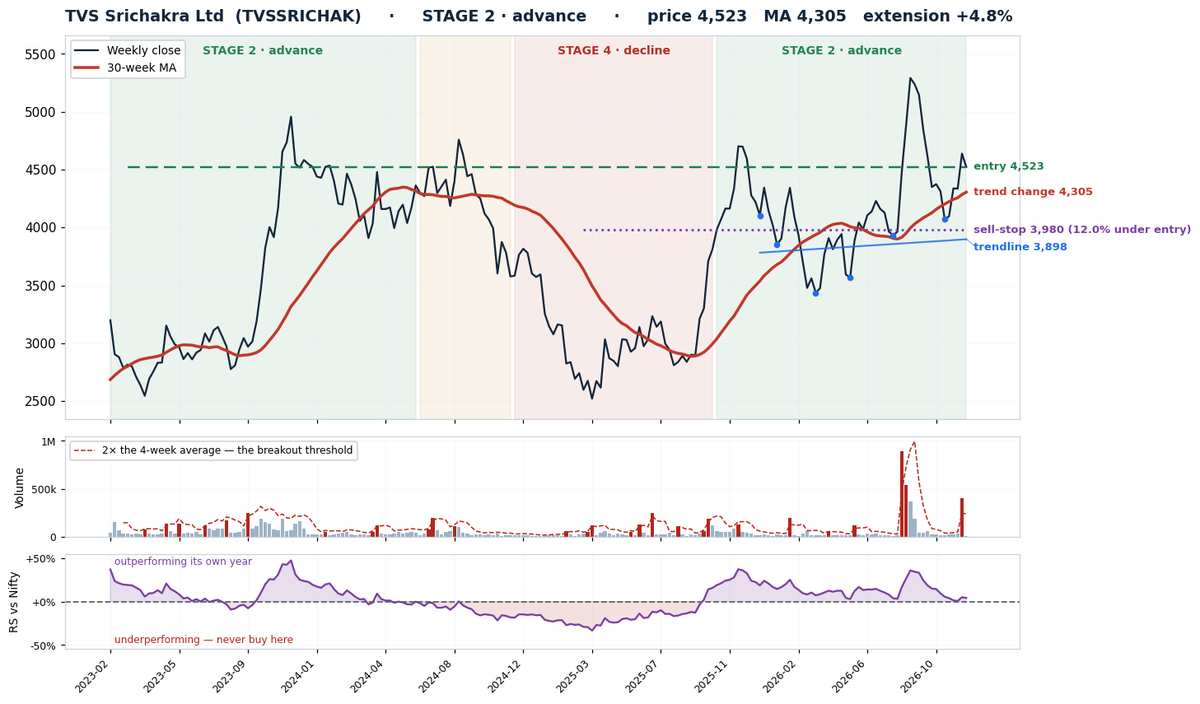 TVS Srichakra Ltd (TVSSRICHAK) · STAGE 2 · advance · price 4,523 MA 4,305 extension +4.8%
Weekly close
30-week MA
STAGE 2 · advance
STAGE 4 · decline
STAGE 2 · advance
5500
5000
4500
4000
3500
3000
2500
entry 4,523
trend change 4,305
sell-stop 3,980 (12.0% under entry)
trendline 3,898
Volume
1M
500k
0
2× the 4-week average — the breakout threshold
RS vs Nifty
+50%
+0%
-50%
outperforming its own year
underperforming — never buy here
2023-02
2023-05
2023-09
2024-01
2024-04
2024-08
2024-12
2025-03
2025-07
2025-11
2026-02
2026-06
2026-10